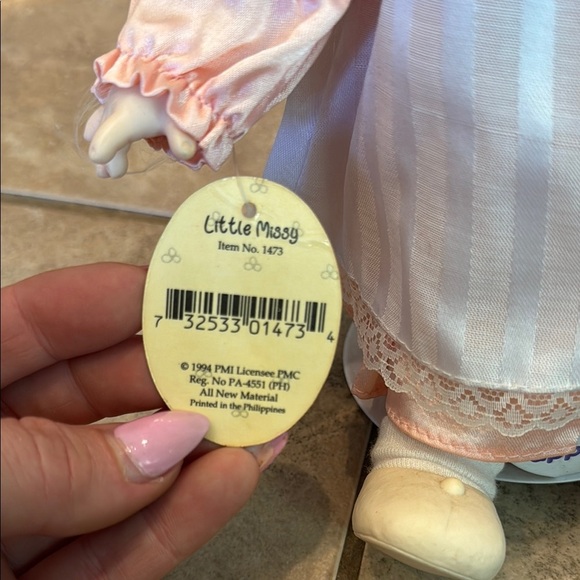 Little Missy
Item No. 1473
7 32533 01473 4
© 1994 PMI Licensee PMC
Reg. No PA-4551 (PH)
All New Material
Printed in the Philippines